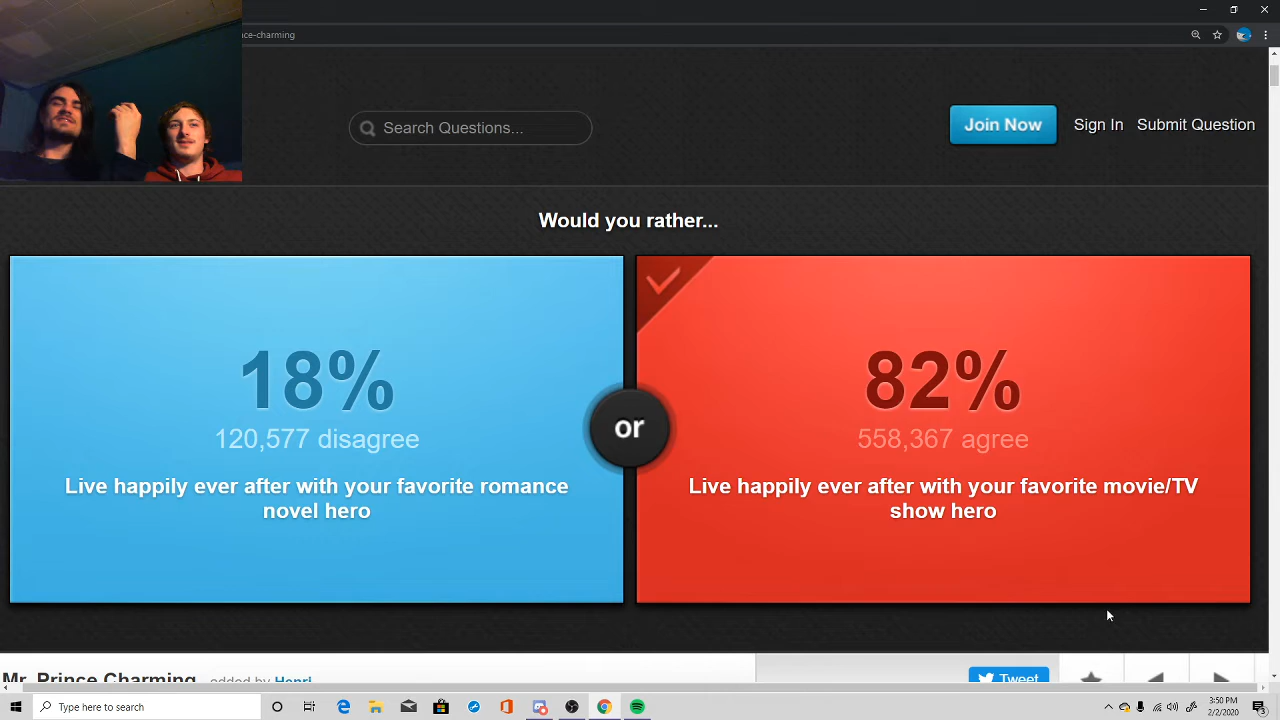 ce-charming
Search Questions...
Join Now
Sign In
Submit Question
Would you rather...
18%
120,577 disagree
Live happily ever after with your favorite romance
novel hero
or
82%
558,367 agree
Live happily ever after with your favorite movie/TV
show hero
Mr. Prince Charming added by Henri
Tweet
Type here to search
3:50 PM
2/2/2020